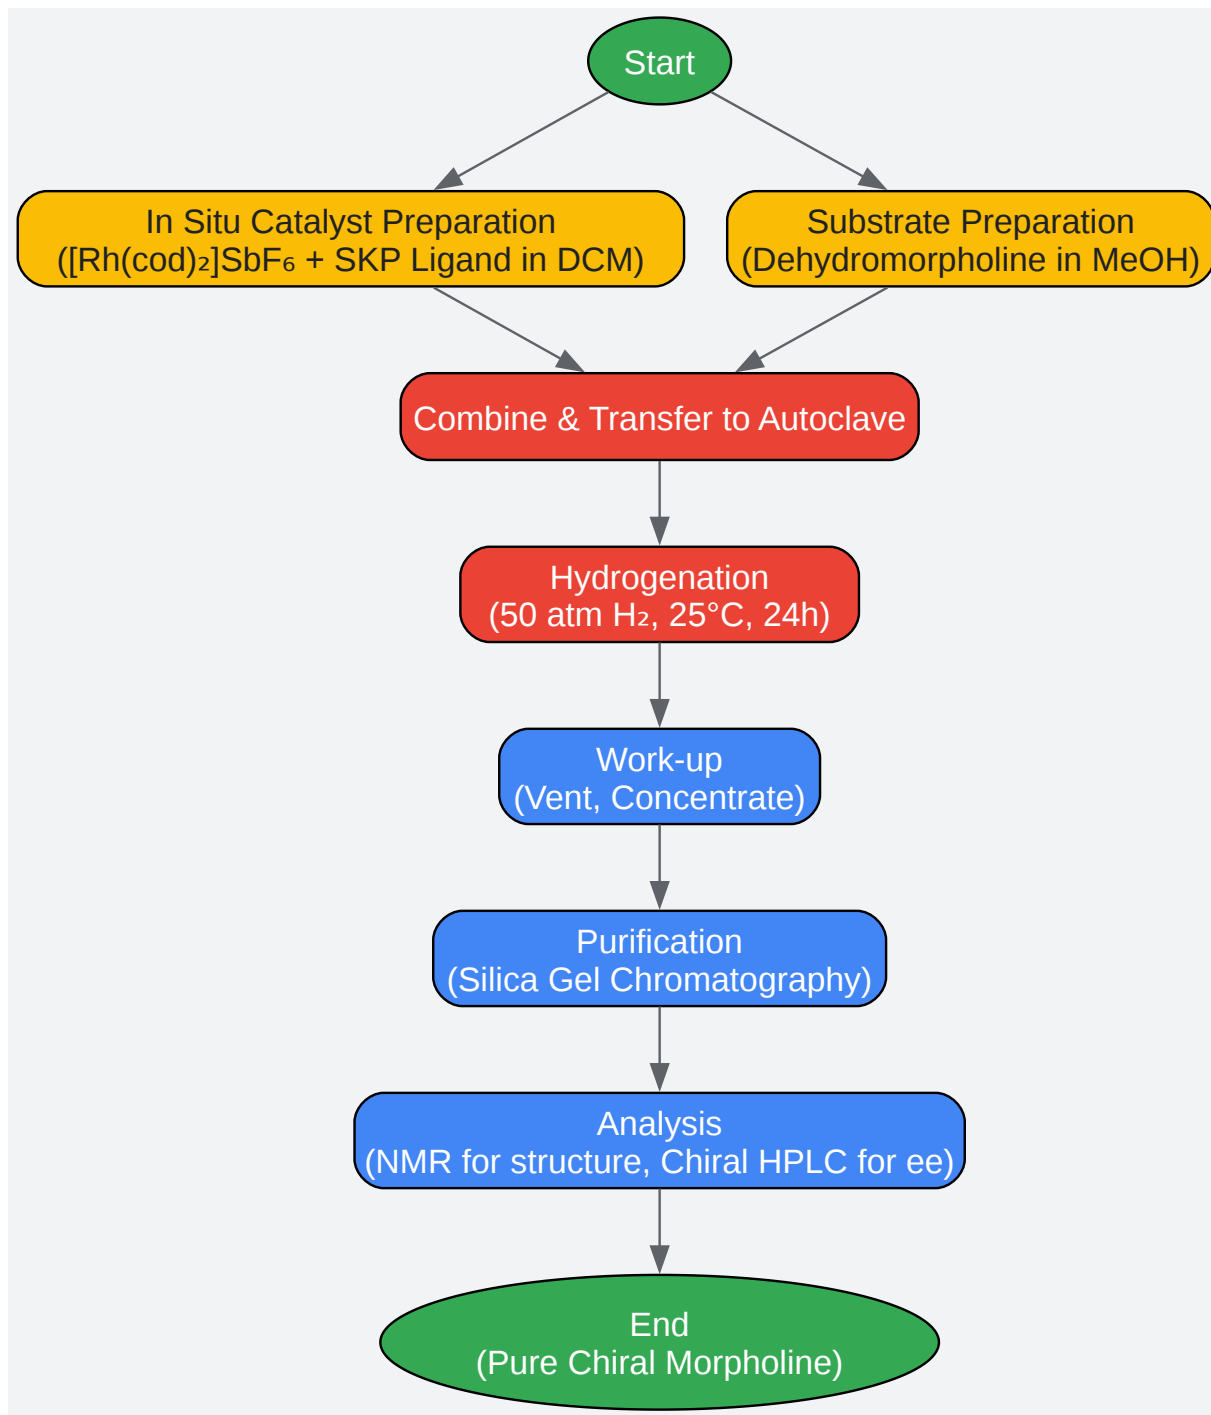 Start
In Situ Catalyst Preparation
([Rh(cod)₂]SbF₆ + SKP Ligand in DCM)
Substrate Preparation
(Dehydromorpholine in MeOH)
Combine & Transfer to Autoclave
Hydrogenation
(50 atm H₂, 25°C, 24h)
Work-up
(Vent, Concentrate)
Purification
(Silica Gel Chromatography)
Analysis
(NMR for structure, Chiral HPLC for ee)
End
(Pure Chiral Morpholine)